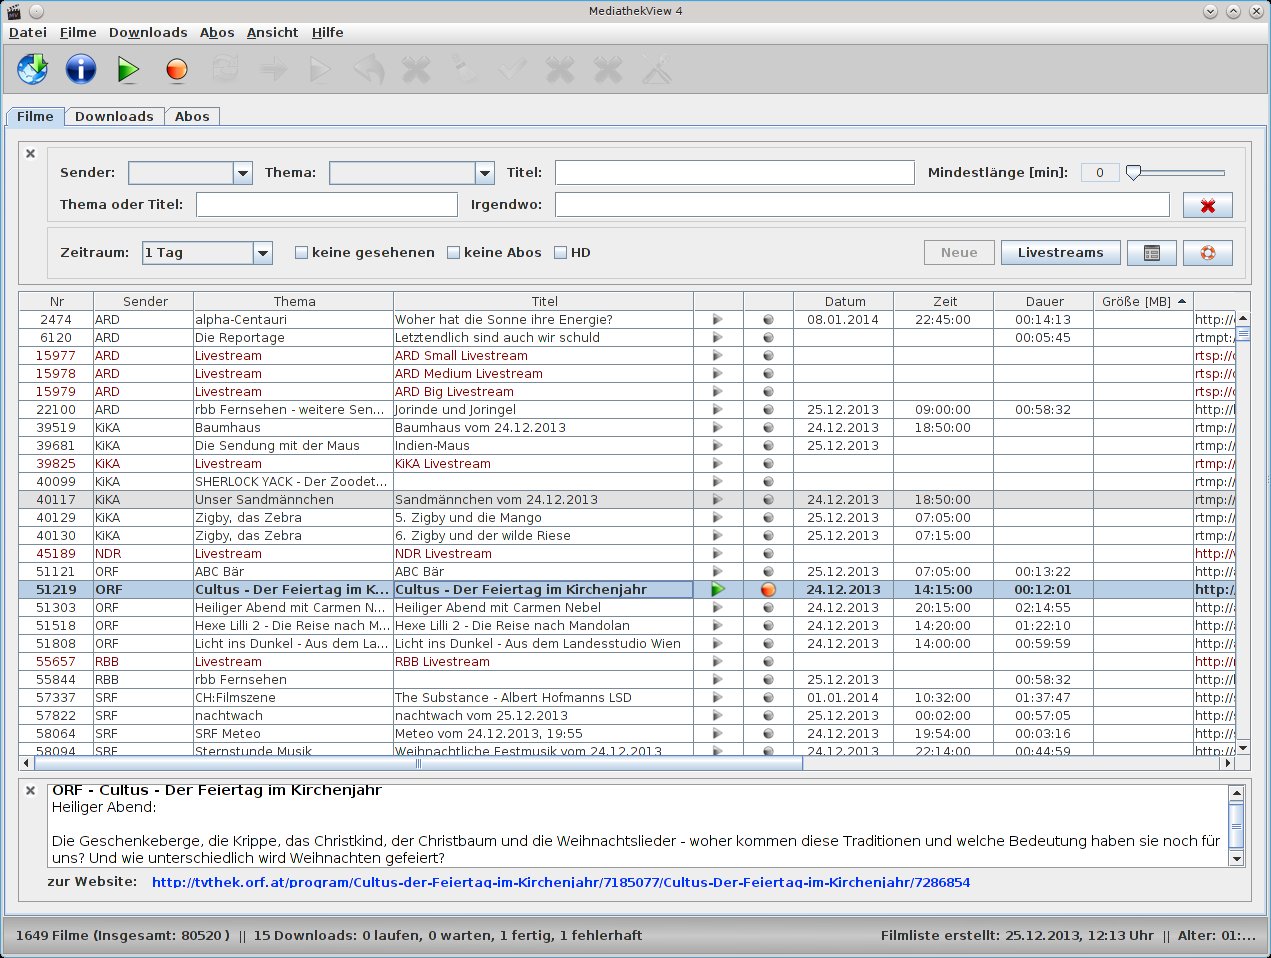 MediathekView 4
Datei Filme Downloads Abos Ansicht Hilfe
Filme Downloads Abos
Sender: Thema: Titel: Mindestlänge [min]: 0
Thema oder Titel: Irgendwo:
Zeitraum: 1 Tag keine gesehenen keine Abos HD Neue Livestreams
Nr Sender Thema Titel Datum Zeit Dauer Größe [MB]
2474 ARD alpha-Centauri Woher hat die Sonne ihre Energie? 08.01.2014 22:45:00 00:14:13 http://
6120 ARD Die Reportage Letztendlich sind auch wir schuld 00:05:45 rtmpt:
15977 ARD Livestream ARD Small Livestream rtsp://
15978 ARD Livestream ARD Medium Livestream rtsp://
15979 ARD Livestream ARD Big Livestream rtsp://
22100 ARD rbb Fernsehen - weitere Sen... Jorinde und Joringel 25.12.2013 09:00:00 00:58:32 http://
39519 KiKA Baumhaus Baumhaus vom 24.12.2013 24.12.2013 18:50:00 rtmp://
39681 KiKA Die Sendung mit der Maus Indien-Maus 25.12.2013 rtmp://
39825 KiKA Livestream KiKA Livestream rtmp://
40099 KiKA SHERLOCK YACK - Der Zoodet... rtmp://
40117 KiKA Unser Sandmännchen Sandmännchen vom 24.12.2013 24.12.2013 18:50:00 rtmp://
40129 KiKA Zigby, das Zebra 5. Zigby und die Mango 25.12.2013 07:05:00 rtmp://
40130 KiKA Zigby, das Zebra 6. Zigby und der wilde Riese 25.12.2013 07:15:00 rtmp://
45189 NDR Livestream NDR Livestream http://
51121 ORF ABC Bär ABC Bär 25.12.2013 07:05:00 00:13:22 http://
51219 ORF Cultus - Der Feiertag im K... Cultus - Der Feiertag im Kirchenjahr 24.12.2013 14:15:00 00:12:01 http:/
51303 ORF Heiliger Abend mit Carmen N... Heiliger Abend mit Carmen Nebel 24.12.2013 20:15:00 02:14:55 http://
51518 ORF Hexe Lilli 2 - Die Reise nach M... Hexe Lilli 2 - Die Reise nach Mandolan 24.12.2013 14:20:00 01:22:10 http://
51808 ORF Licht ins Dunkel - Aus dem La... Licht ins Dunkel - Aus dem Landesstudio Wien 24.12.2013 14:00:00 00:59:59 http://
55657 RBB Livestream RBB Livestream http://
55844 RBB rbb Fernsehen 25.12.2013 00:58:32 http://
57337 SRF CH:Filmszene The Substance - Albert Hofmanns LSD 01.01.2014 10:32:00 01:37:47 http://
57822 SRF nachtwach nachtwach vom 25.12.2013 25.12.2013 00:02:00 00:57:05 http://
58064 SRF SRF Meteo Meteo vom 24.12.2013, 19:55 24.12.2013 19:54:00 00:03:16 http://
58094 SRF Sternstunde Musik Weihnachtliche Festmusik vom 24.12.2013 24.12.2013 22:14:00 00:44:59 http://
ORF - Cultus - Der Feiertag im Kirchenjahr
Heiliger Abend:
Die Geschenkeberge, die Krippe, das Christkind, der Christbaum und die Weihnachtslieder - woher kommen diese Traditionen und welche Bedeutung haben sie noch für
uns? Und wie unterschiedlich wird Weihnachten gefeiert?
zur Website: http://tvthek.orf.at/program/Cultus-der-Feiertag-im-Kirchenjahr/7185077/Cultus-Der-Feiertag-im-Kirchenjahr/7286854
1649 Filme (Insgesamt: 80520 ) || 15 Downloads: 0 laufen, 0 warten, 1 fertig, 1 fehlerhaft Filmliste erstellt: 25.12.2013, 12:13 Uhr || Alter: 01:...